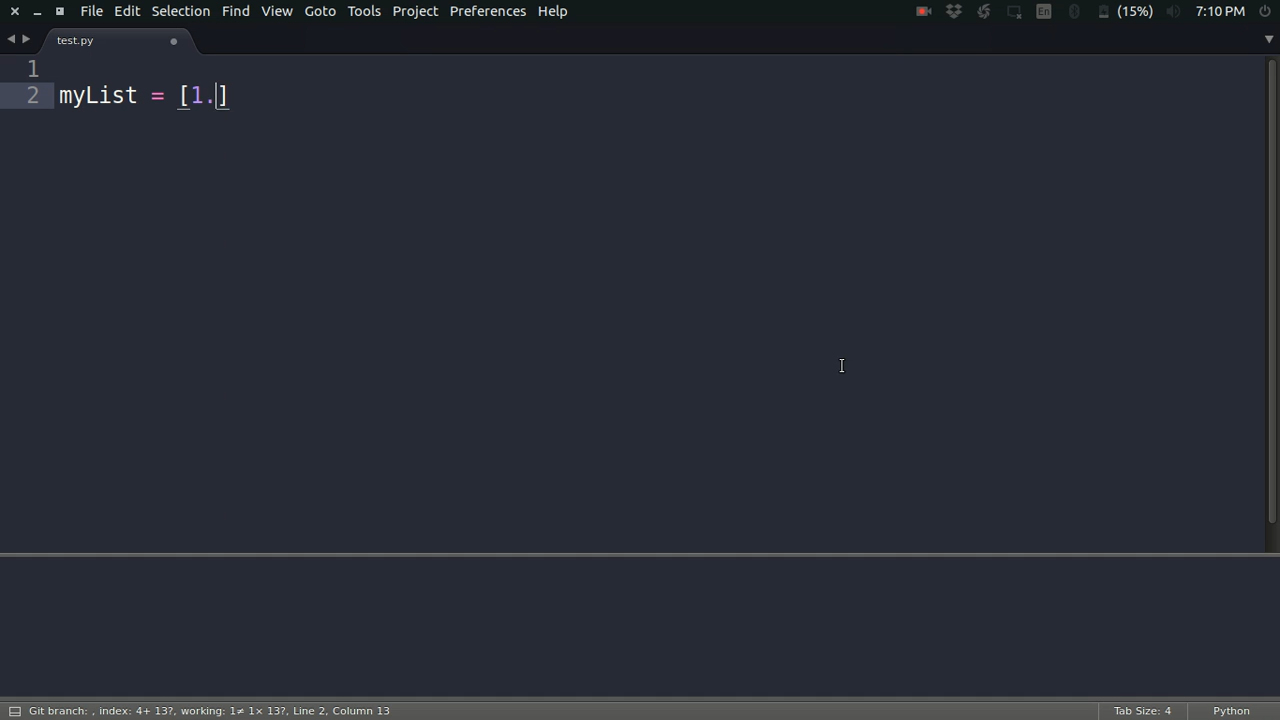 File Edit Selection Find View Goto Tools Project Preferences Help En (15%) 7:10 PM
test.py
1
2 myList = [1.]
Git branch: , index: 4+ 13?, working: 1≠ 1× 13?, Line 2, Column 13 Tab Size: 4 Python